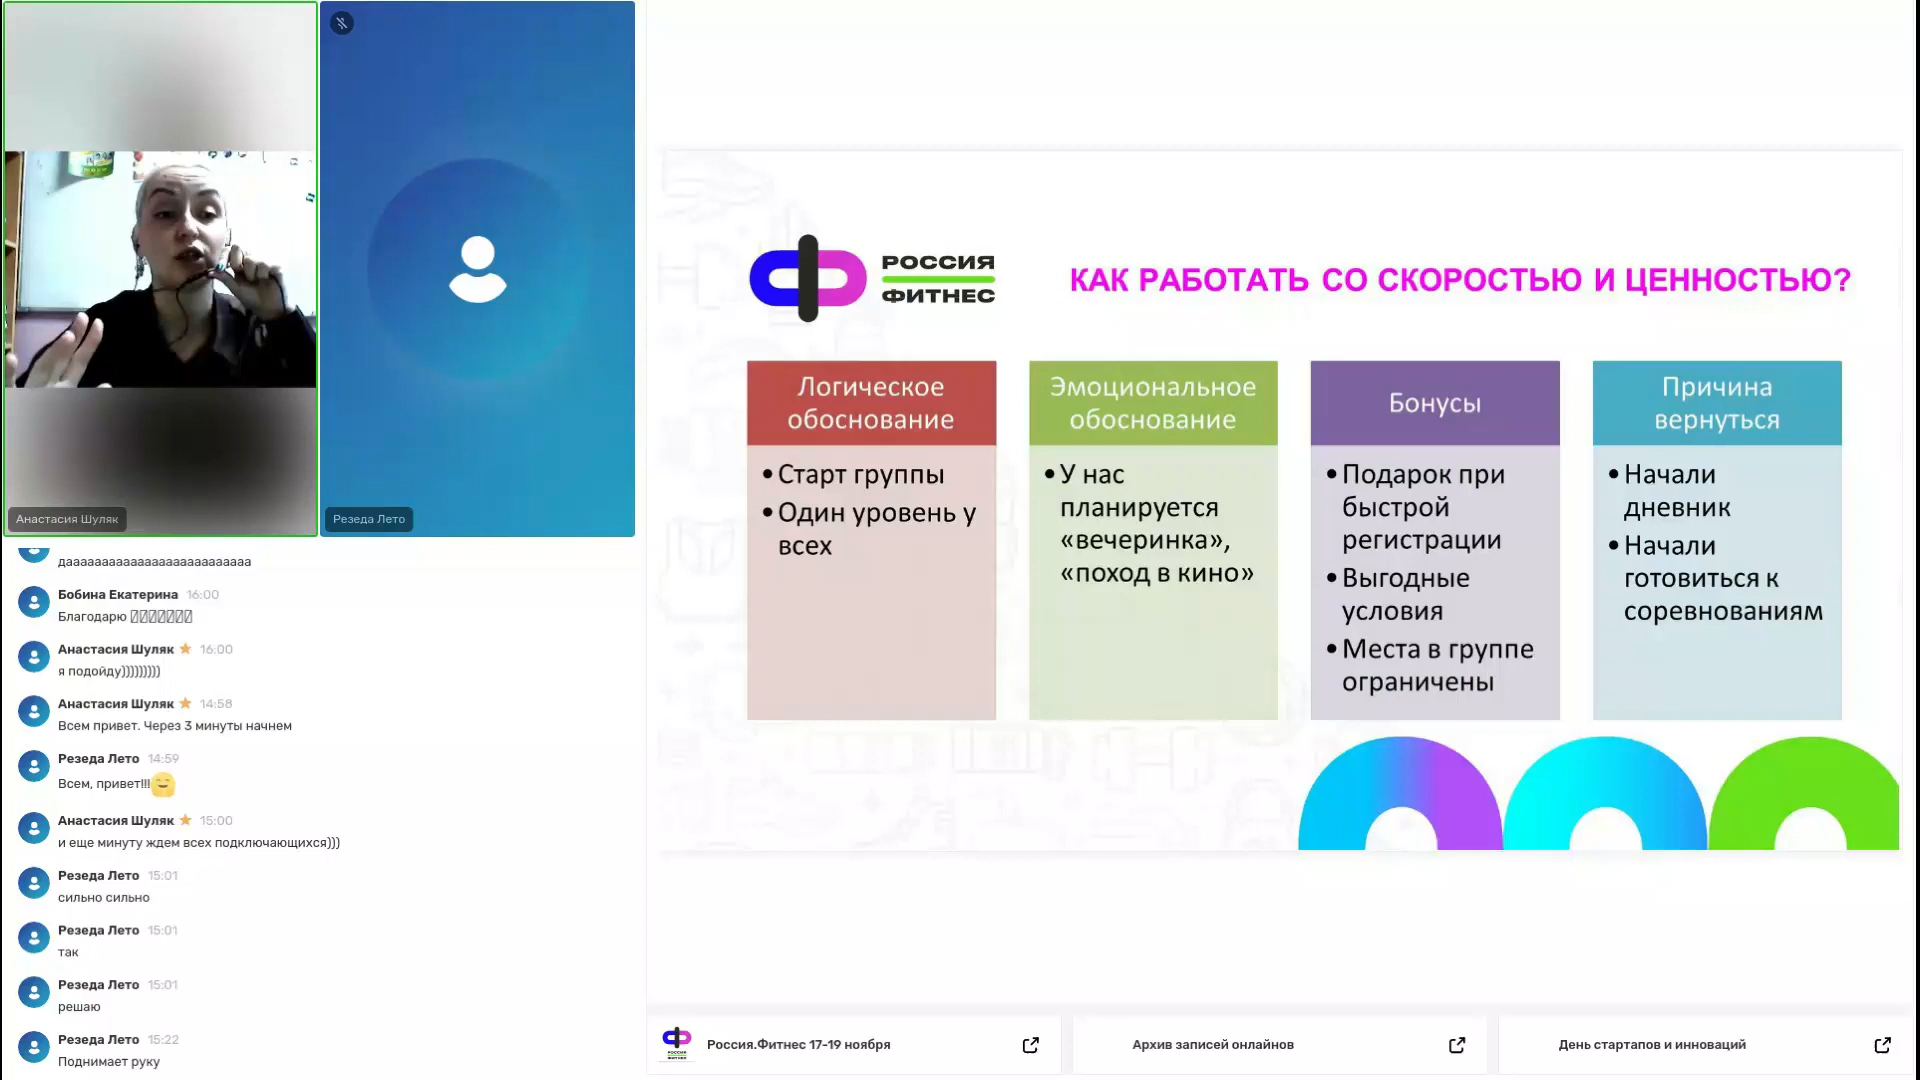 Анастасия Шуляк
Резеда Лето
даааааааааааааааааааааааааа
Бобина Екатерина 16:00
Благодарю
Анастасия Шуляк 16:00
я подойду)))))))))
Анастасия Шуляк 14:58
Всем привет. Через 3 минуты начнем
Резеда Лето 14:59
Всем, привет!!!
Анастасия Шуляк 15:00
и еще минуту ждем всех подключающихся)))
Резеда Лето 15:01
сильно сильно
Резеда Лето 15:01
так
Резеда Лето 15:01
решаю
Резеда Лето 15:22
Поднимает руку
РОССИЯ
ФИТНЕС
КАК РАБОТАТЬ СО СКОРОСТЬЮ И ЦЕННОСТЬЮ?
Логическое
обоснование
•Старт группы
•Один уровень у
всех
Эмоциональное
обоснование
•У нас
планируется
«вечеринка»,
«поход в кино»
Бонусы
•Подарок при
быстрой
регистрации
•Выгодные
условия
•Места в группе
ограничены
Причина
вернуться
•Начали
дневник
•Начали
готовиться к
соревнованиям
Россия.Фитнес 17-19 ноября
Архив записей онлайнов
День стартапов и инноваций